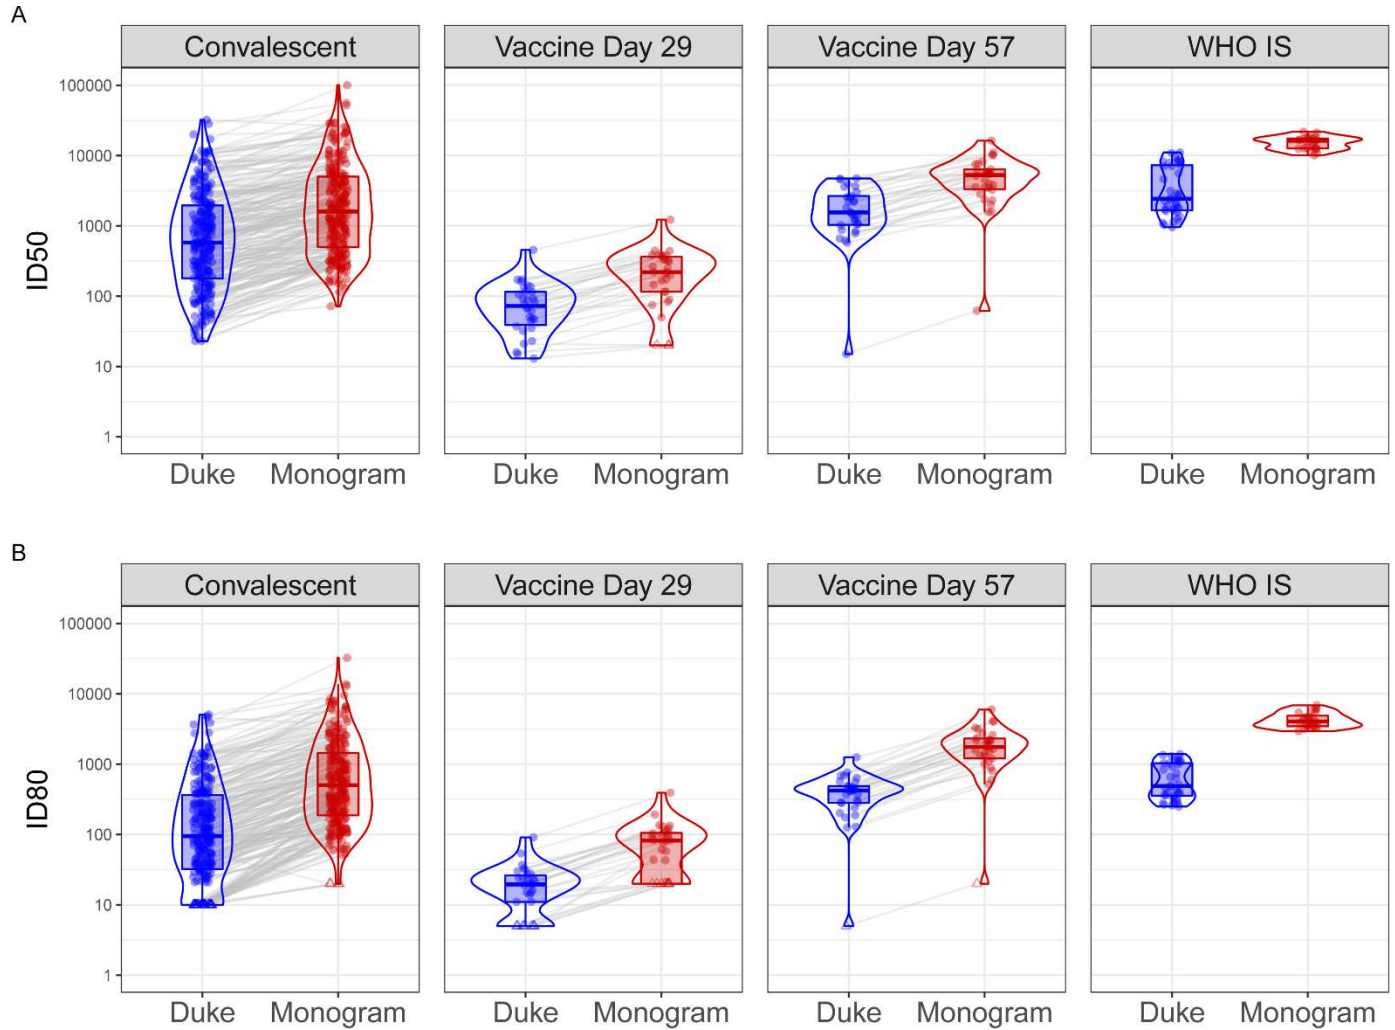 A
Convalescent Vaccine Day 29 Vaccine Day 57 WHO IS
100000
10000
1000
100
10
1
ID50
Duke Monogram Duke Monogram Duke Monogram Duke Monogram
B
Convalescent Vaccine Day 29 Vaccine Day 57 WHO IS
100000
10000
1000
100
10
1
ID80
Duke Monogram Duke Monogram Duke Monogram Duke Monogram